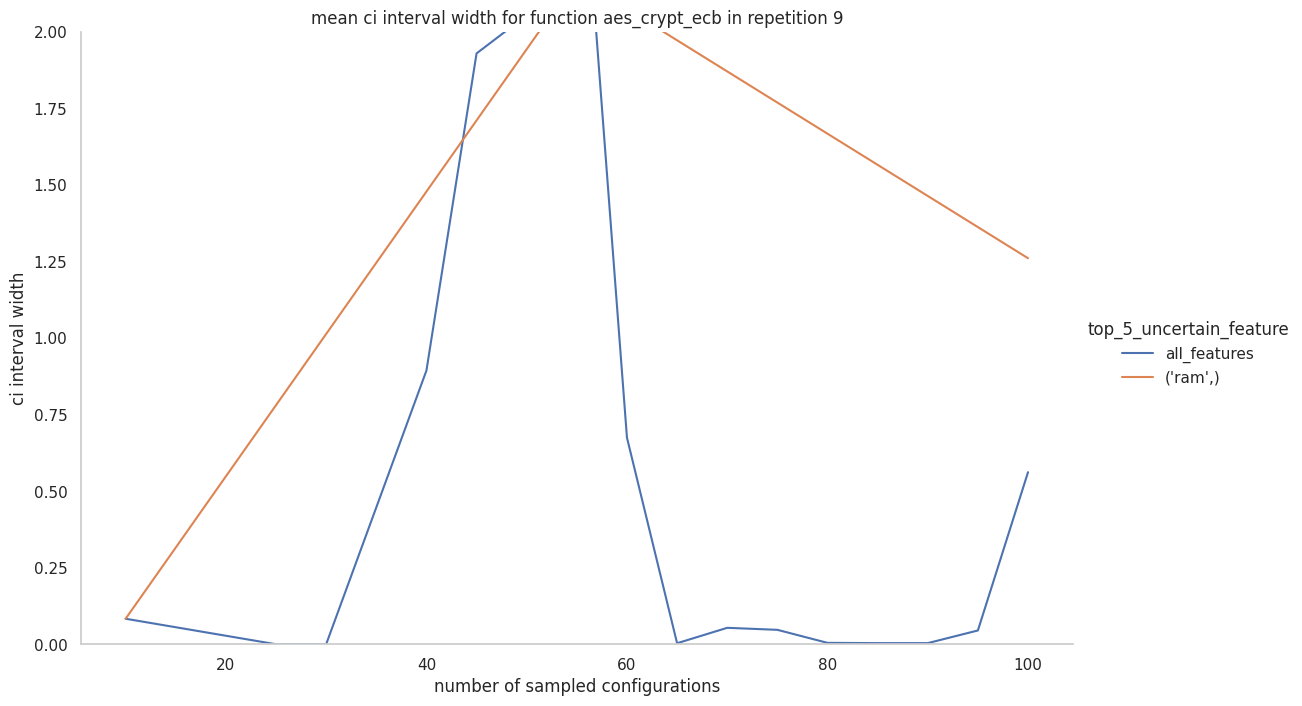 mean ci interval width for function aes_crypt_ecb in repetition 9
2.00
1.75
1.50
1.25
1.00
0.75
0.50
0.25
0.00
ci interval width
20 40 60 80 100
number of sampled configurations
top_5_uncertain_feature
all_features
('ram',)